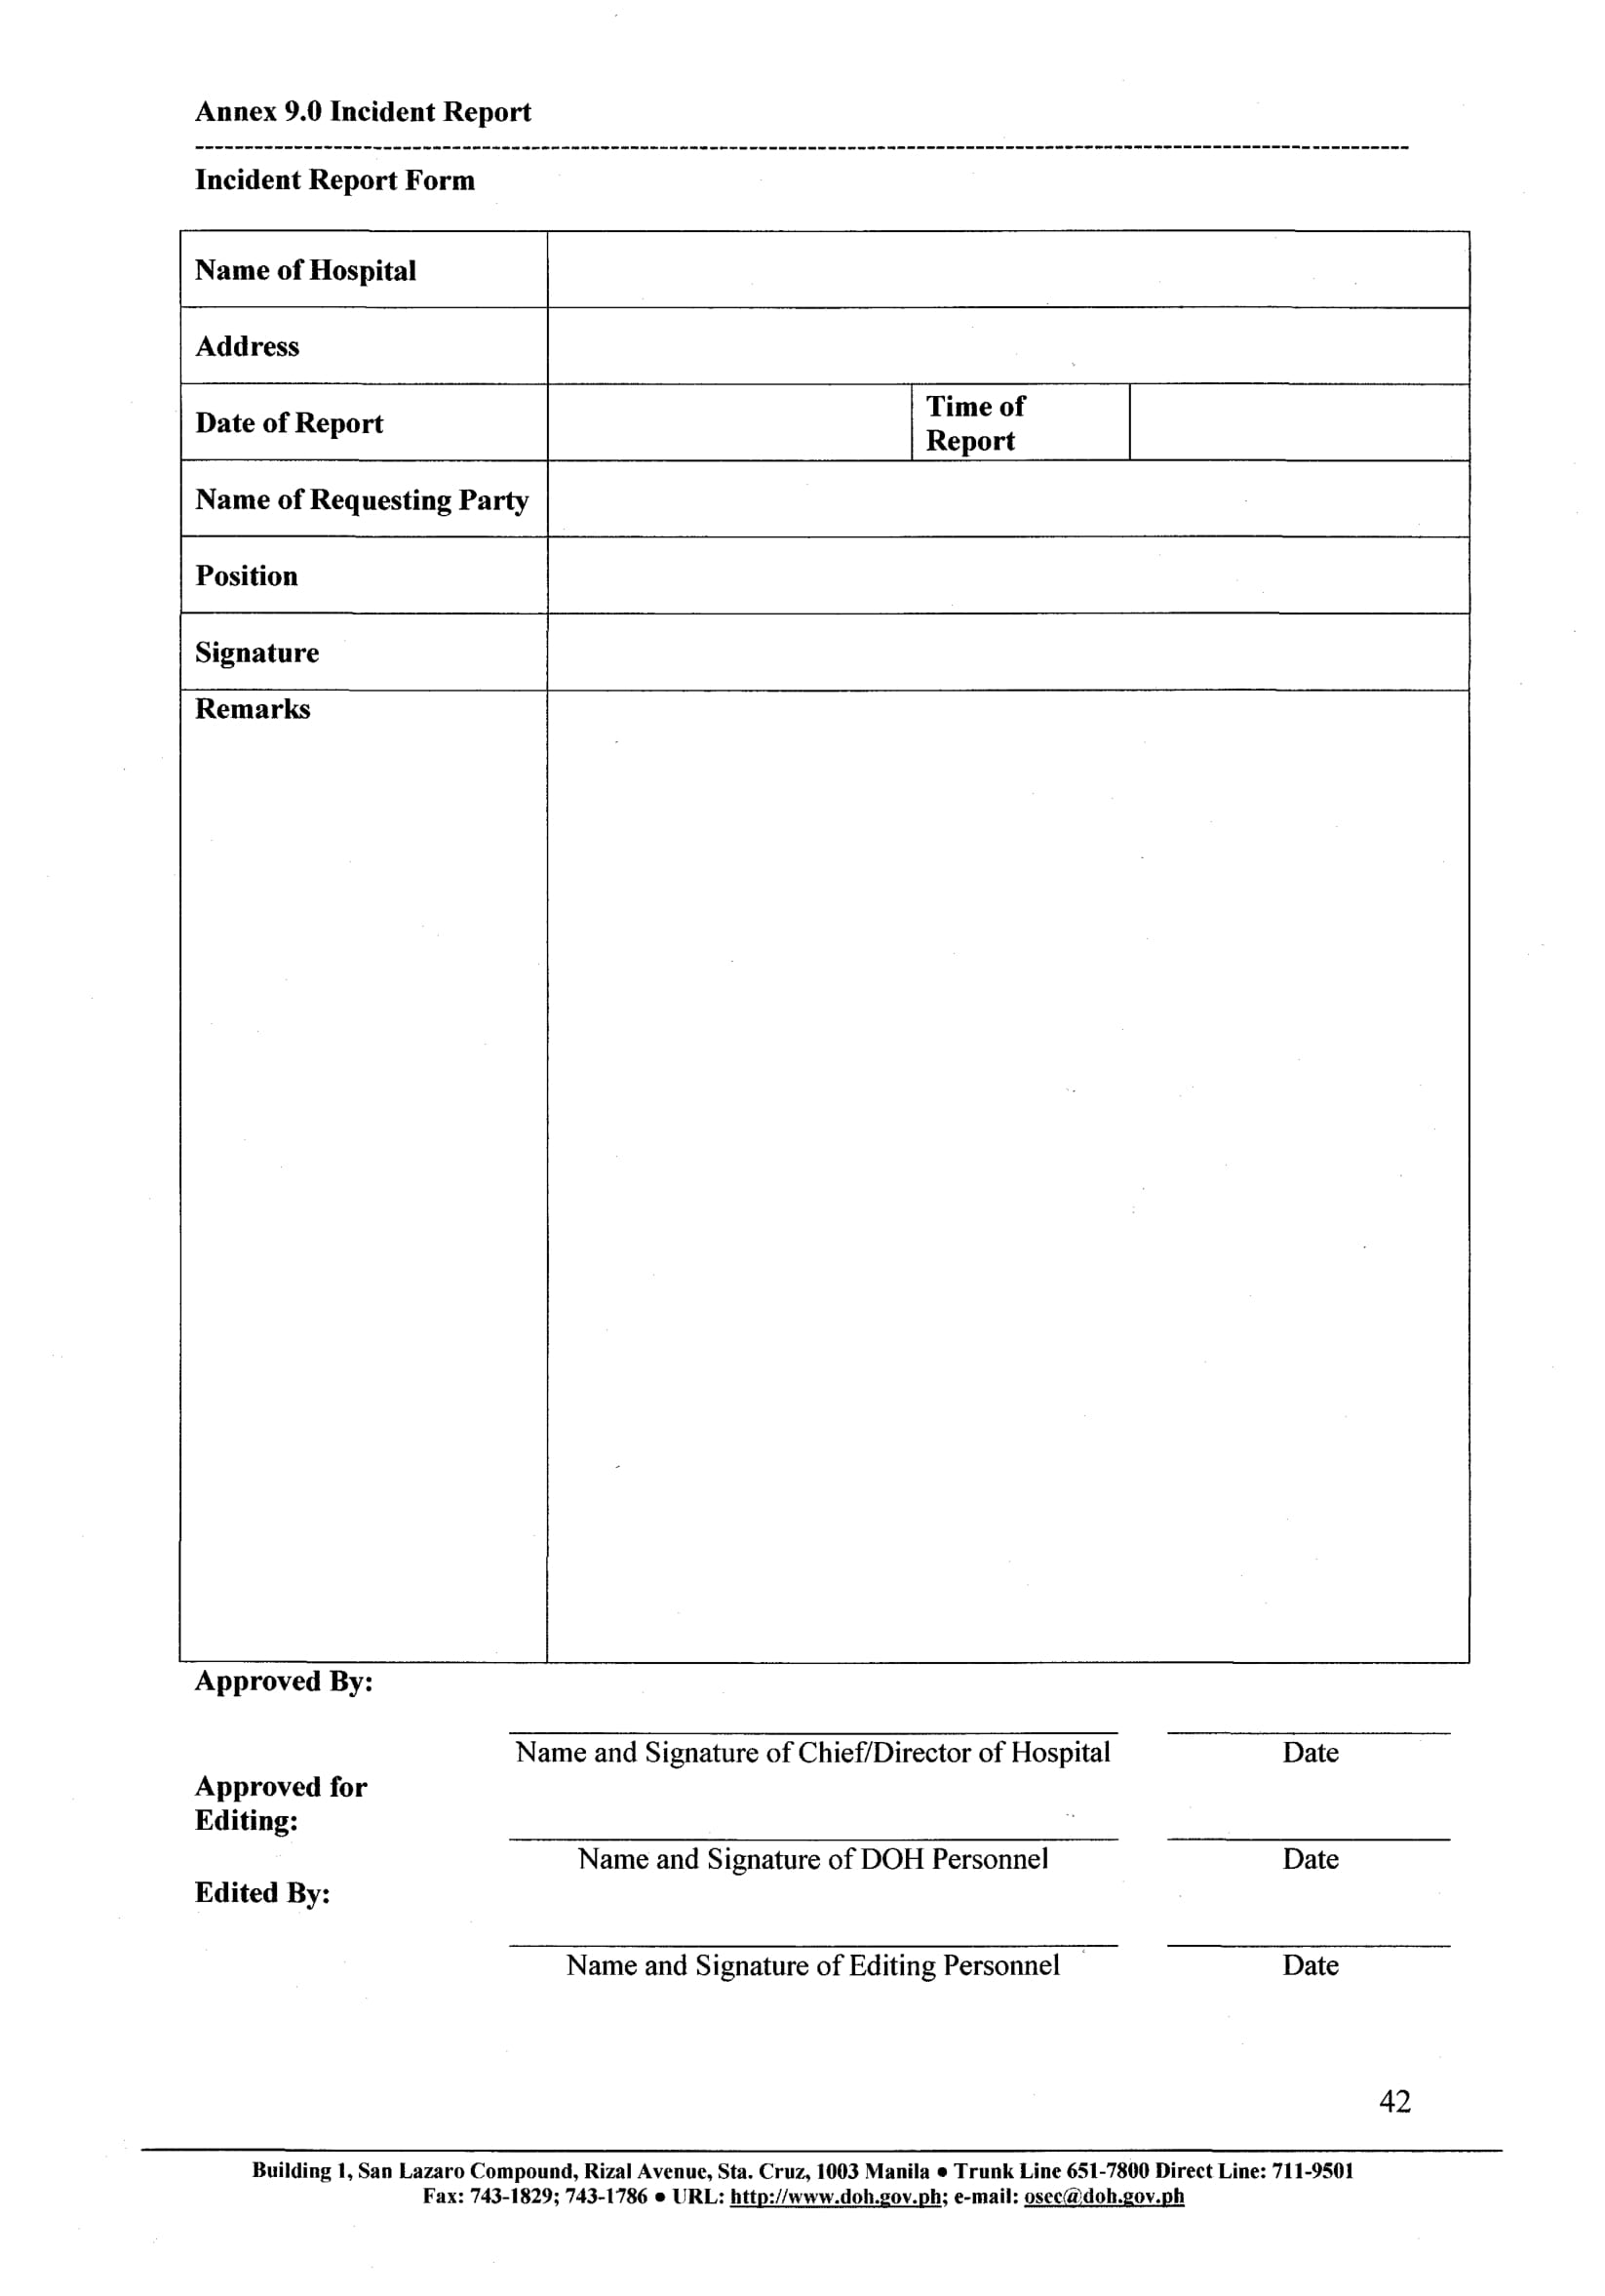 Annex 9.0 Incident Report
Incident Report Form
Name of Hospital
Address
Date of Report
Time of
Report
Name of Requesting Party
Position
Signature
Remarks
Approved By:
Name and Signature of Chief/Director of Hospital Date
Approved for
Editing:
Name and Signature of DOH Personnel Date
Edited By:
Name and Signature of Editing Personnel Date
42
Building 1, San Lazaro Compound, Rizal Avenue, Sta. Cruz, 1003 Manila ● Trunk Line 651-7800 Direct Line: 711-9501
Fax: 743-1829; 743-1786 ● URL: http://www.doh.gov.ph; e-mail: osec@doh.gov.ph